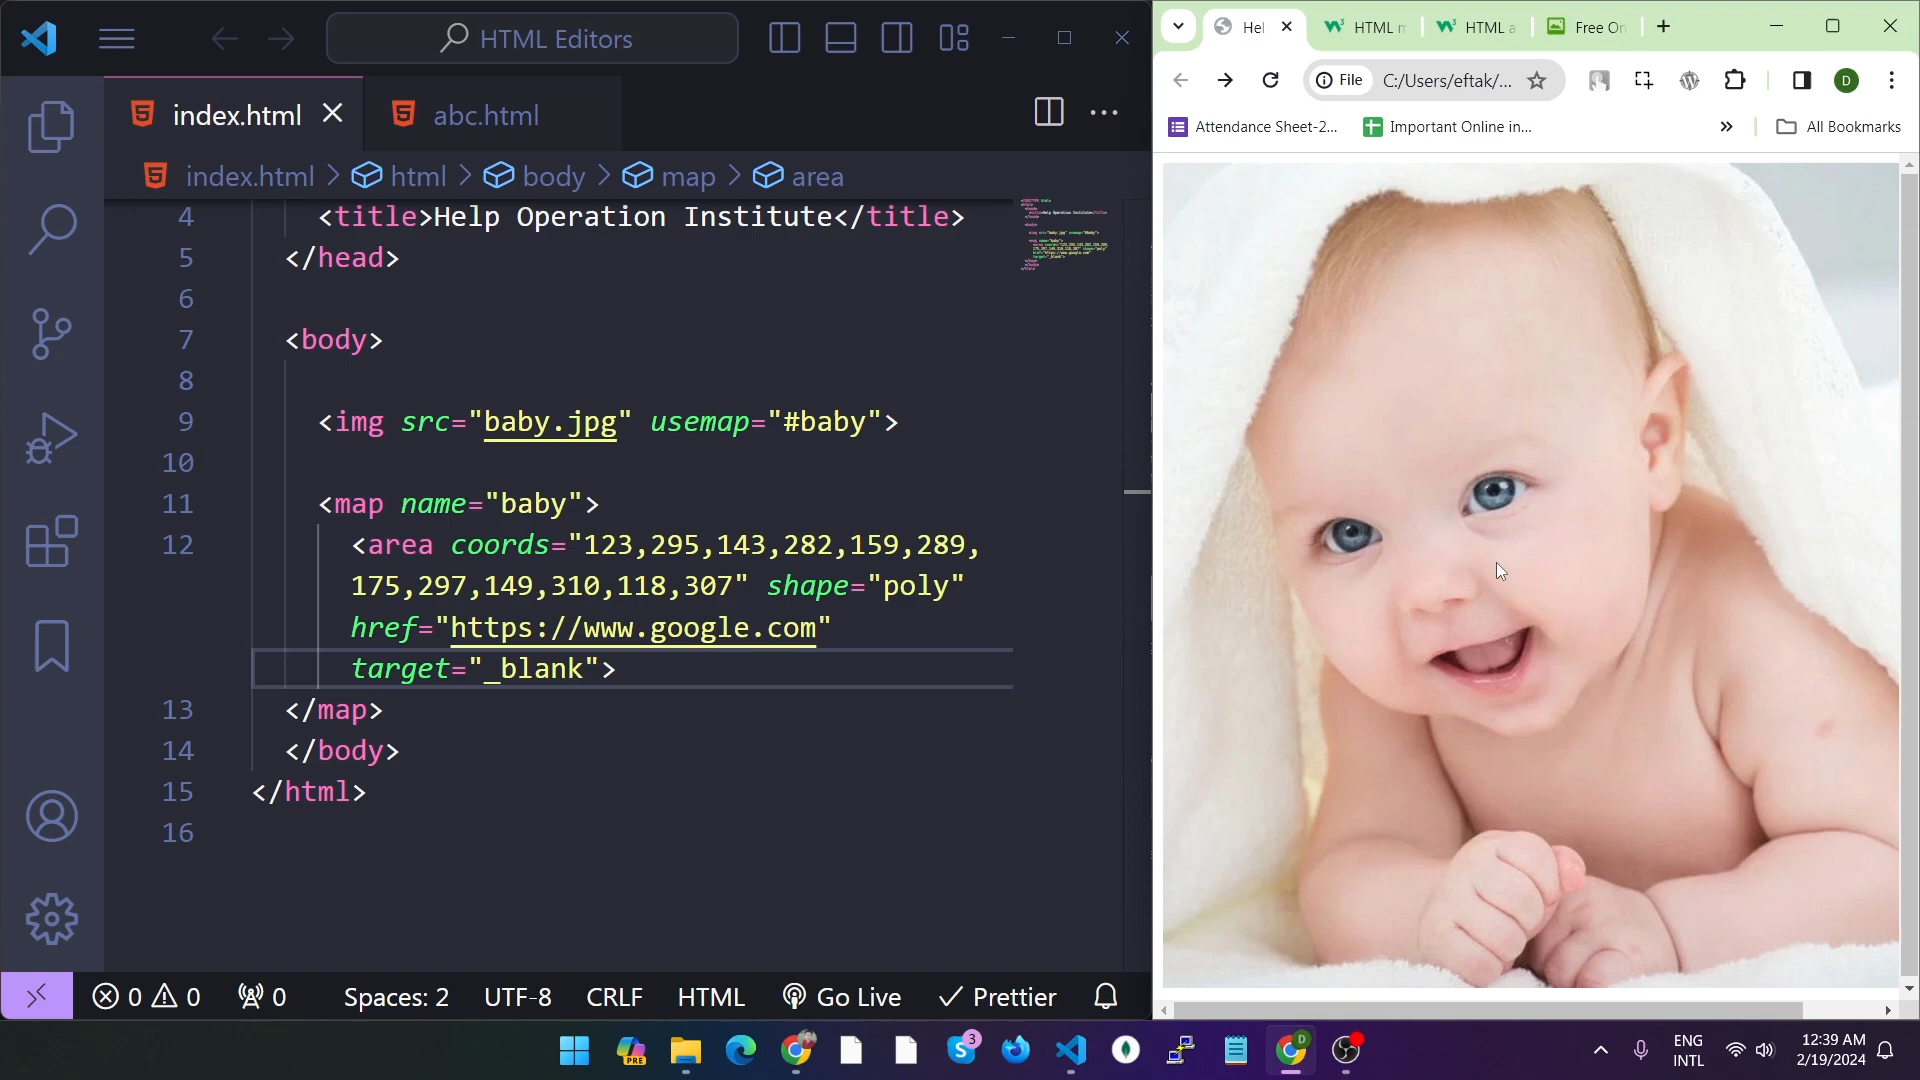 HTML Editors
index.html
abc.html
index.html > html > body > map > area
4 <title>Help Operation Institute</title>
5 </head>
6
7 <body>
8
9 <img src="baby.jpg" usemap="#baby">
10
11 <map name="baby">
12 <area coords="123,295,143,282,159,289,
175,297,149,310,118,307" shape="poly"
href="https://www.google.com"
target="_blank">
13 </map>
14 </body>
15 </html>
16
0 0 0 Spaces: 2 UTF-8 CRLF HTML Go Live Prettier
Hel HTML HTML a Free On
File C:/Users/eftak/... D
Attendance Sheet-2... Important Online in... All Bookmarks
PRE 3 D
ENG
INTL
12:39 AM
2/19/2024